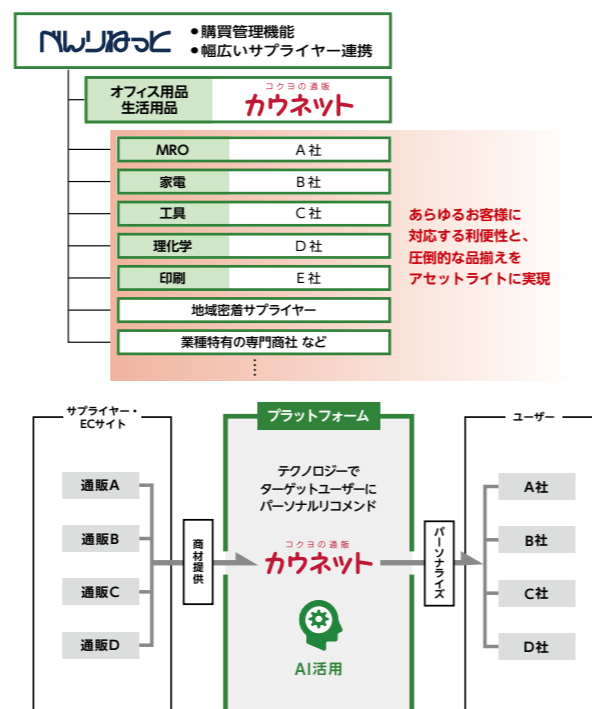 べんりねっと
●購買管理機能
●幅広いサプライヤー連携
オフィス用品
生活用品
コクヨの通販
カウネット
MRO A社
家電 B社
工具 C社
理化学 D社
印刷 E社
地域密着サプライヤー
業種特有の専門商社 など
あらゆるお客様に
対応する利便性と、
圧倒的な品揃えを
アセットライトに実現
サプライヤー・
ECサイト
通販A
通販B
通販C
通販D
商材提供
プラットフォーム
テクノロジーで
ターゲットユーザーに
パーソナルリコメンド
コクヨの通販
カウネット
AI活用
パーソナライズ
ユーザー
A社
B社
C社
D社